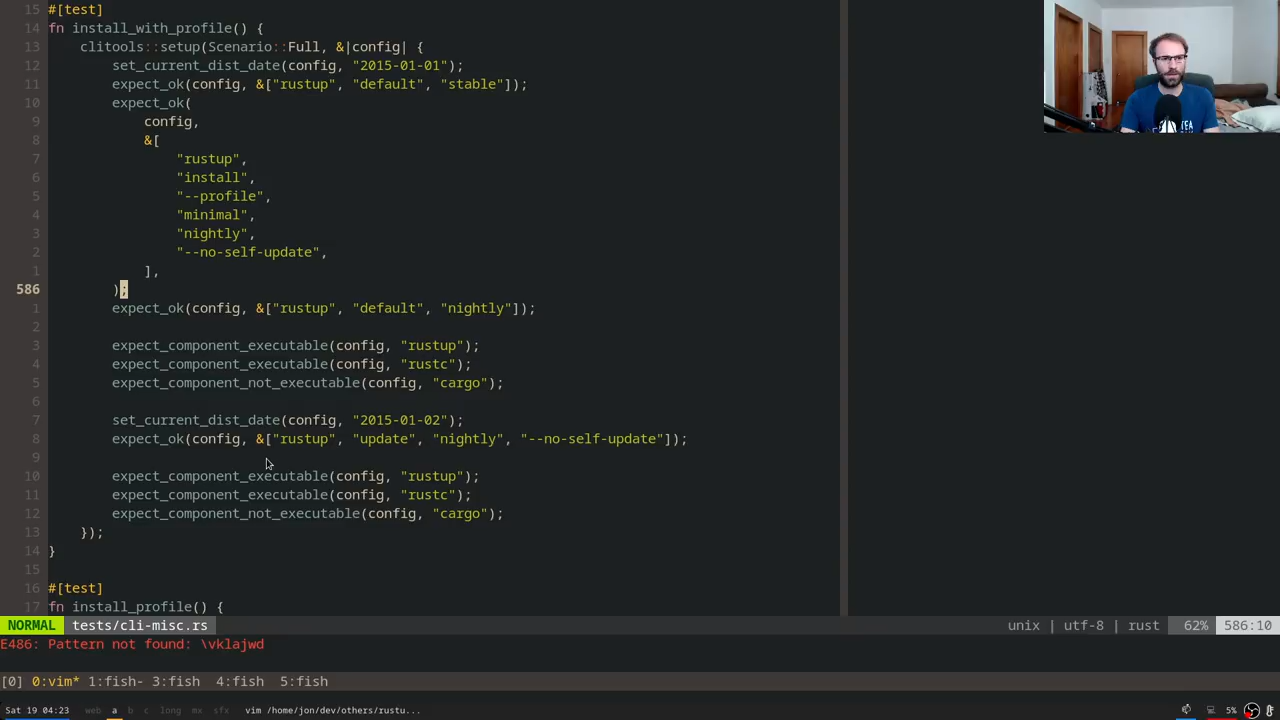 15 #[test]
14 fn install_with_profile() {
13     clitools::setup(Scenario::Full, &|config| {
12         set_current_dist_date(config, "2015-01-01");
11         expect_ok(config, &["rustup", "default", "stable"]);
10         expect_ok(
9             config,
8             &[
7                 "rustup",
6                 "install",
5                 "--profile",
4                 "minimal",
3                 "nightly",
2                 "--no-self-update",
1             ],
586         );
1         expect_ok(config, &["rustup", "default", "nightly"]);
2
3         expect_component_executable(config, "rustup");
4         expect_component_executable(config, "rustc");
5         expect_component_not_executable(config, "cargo");
6
7         set_current_dist_date(config, "2015-01-02");
8         expect_ok(config, &["rustup", "update", "nightly", "--no-self-update"]);
9
10         expect_component_executable(config, "rustup");
11         expect_component_executable(config, "rustc");
12         expect_component_not_executable(config, "cargo");
13     });
14 }
15
16 #[test]
17 fn install_profile() {
NORMAL tests/cli-misc.rs unix | utf-8 | rust 62% 586:10
E486: Pattern not found: \vklajwd
[0] 0:vim* 1:fish- 3:fish 4:fish 5:fish
Sat 19 04:23 web a b c long mx sfx vim /home/jon/dev/others/rustu... 5%